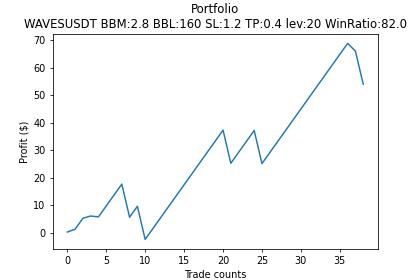 Portfolio
WAVESUSDT BBM:2.8 BBL:160 SL:1.2 TP:0.4 lev:20 WinRatio:82.0
70
60
50
40
30
20
10
0
Profit ($)
0 5 10 15 20 25 30 35
Trade counts